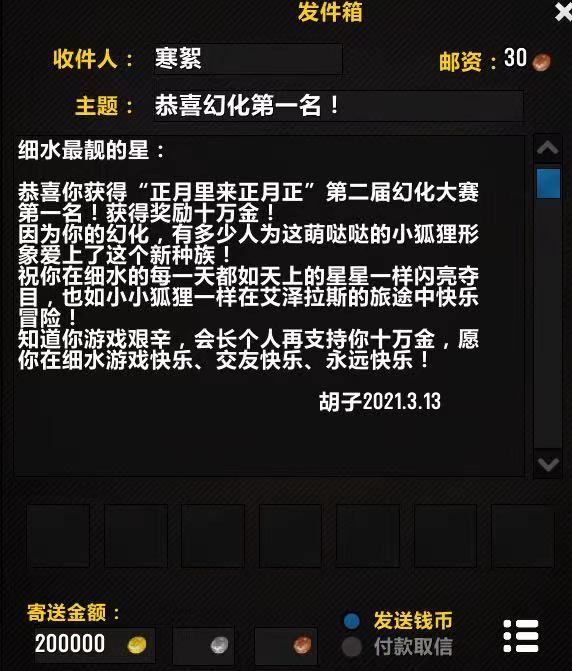 发件箱
收件人： 寒絮 邮资：30
主题： 恭喜幻化第一名！
细水最靓的星：
恭喜你获得“正月里来正月正”第二届幻化大赛
第一名！获得奖励十万金！
因为你的幻化，有多少人为这萌哒哒的小狐狸形
象爱上了这个新种族！
祝你在细水的每一天都如天上的星星一样闪亮夺
目，也如小小狐狸一样在艾泽拉斯的旅途中快乐
冒险！
知道你游戏艰辛，会长个人再支持你十万金，愿
你在细水游戏快乐、交友快乐、永远快乐！
胡子2021.3.13
寄送金额：
200000
发送钱币
付款取信